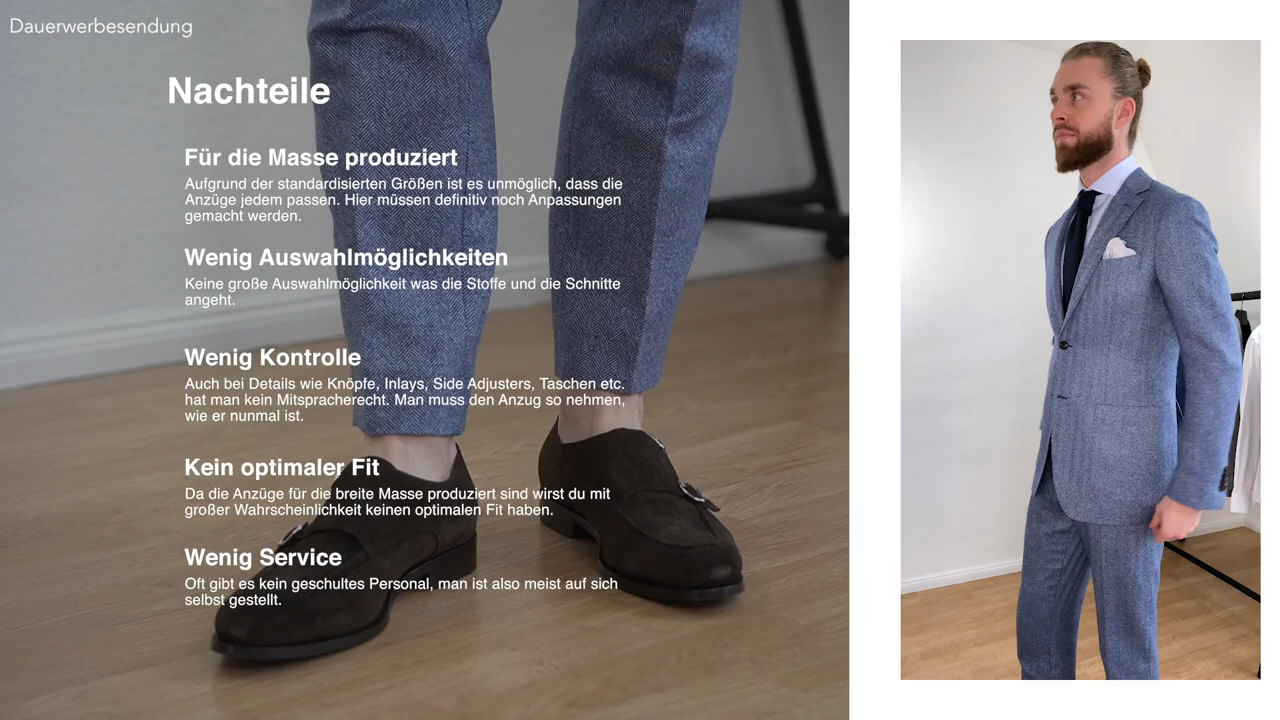 Dauerwerbesendung
Nachteile
Für die Masse produziert
Aufgrund der standardisierten Größen ist es unmöglich, dass die
Anzüge jedem passen. Hier müssen definitiv noch Anpassungen
gemacht werden.
Wenig Auswahlmöglichkeiten
Keine große Auswahlmöglichkeit was die Stoffe und die Schnitte
angeht.
Wenig Kontrolle
Auch bei Details wie Knöpfe, Inlays, Side Adjusters, Taschen etc.
hat man kein Mitspracherecht. Man muss den Anzug so nehmen,
wie er nunmal ist.
Kein optimaler Fit
Da die Anzüge für die breite Masse produziert sind wirst du mit
großer Wahrscheinlichkeit keinen optimalen Fit haben.
Wenig Service
Oft gibt es kein geschultes Personal, man ist also meist auf sich
selbst gestellt.